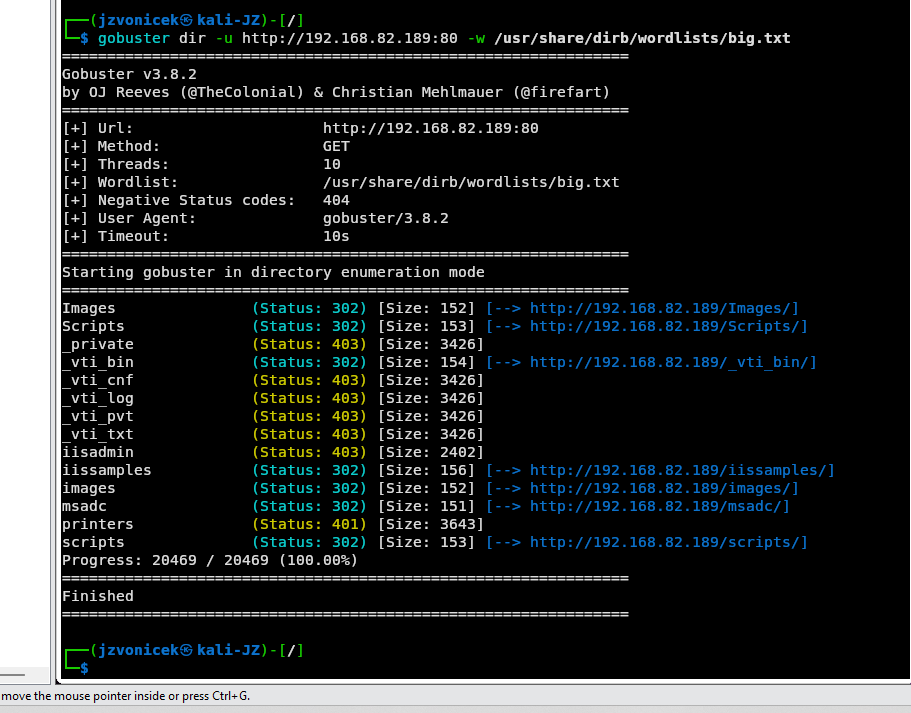 ┌──(jzvonicek㉿kali-JZ)-[/]
└─$ gobuster dir -u http://192.168.82.189:80 -w /usr/share/dirb/wordlists/big.txt
===============================================================
Gobuster v3.8.2
by OJ Reeves (@TheColonial) & Christian Mehlmauer (@firefart)
===============================================================
[+] Url:                     http://192.168.82.189:80
[+] Method:                  GET
[+] Threads:                 10
[+] Wordlist:                /usr/share/dirb/wordlists/big.txt
[+] Negative Status codes:   404
[+] User Agent:              gobuster/3.8.2
[+] Timeout:                 10s
===============================================================
Starting gobuster in directory enumeration mode
===============================================================
Images               (Status: 302) [Size: 152] [--> http://192.168.82.189/Images/]
Scripts              (Status: 302) [Size: 153] [--> http://192.168.82.189/Scripts/]
_private             (Status: 403) [Size: 3426]
_vti_bin             (Status: 302) [Size: 154] [--> http://192.168.82.189/_vti_bin/]
_vti_cnf             (Status: 403) [Size: 3426]
_vti_log             (Status: 403) [Size: 3426]
_vti_pvt             (Status: 403) [Size: 3426]
_vti_txt             (Status: 403) [Size: 3426]
iisadmin             (Status: 403) [Size: 2402]
iissamples           (Status: 302) [Size: 156] [--> http://192.168.82.189/iissamples/]
images               (Status: 302) [Size: 152] [--> http://192.168.82.189/images/]
msadc                (Status: 302) [Size: 151] [--> http://192.168.82.189/msadc/]
printers             (Status: 401) [Size: 3643]
scripts              (Status: 302) [Size: 153] [--> http://192.168.82.189/scripts/]
Progress: 20469 / 20469 (100.00%)
===============================================================
Finished
===============================================================
┌──(jzvonicek㉿kali-JZ)-[/]
└─$
move the mouse pointer inside or press Ctrl+G.